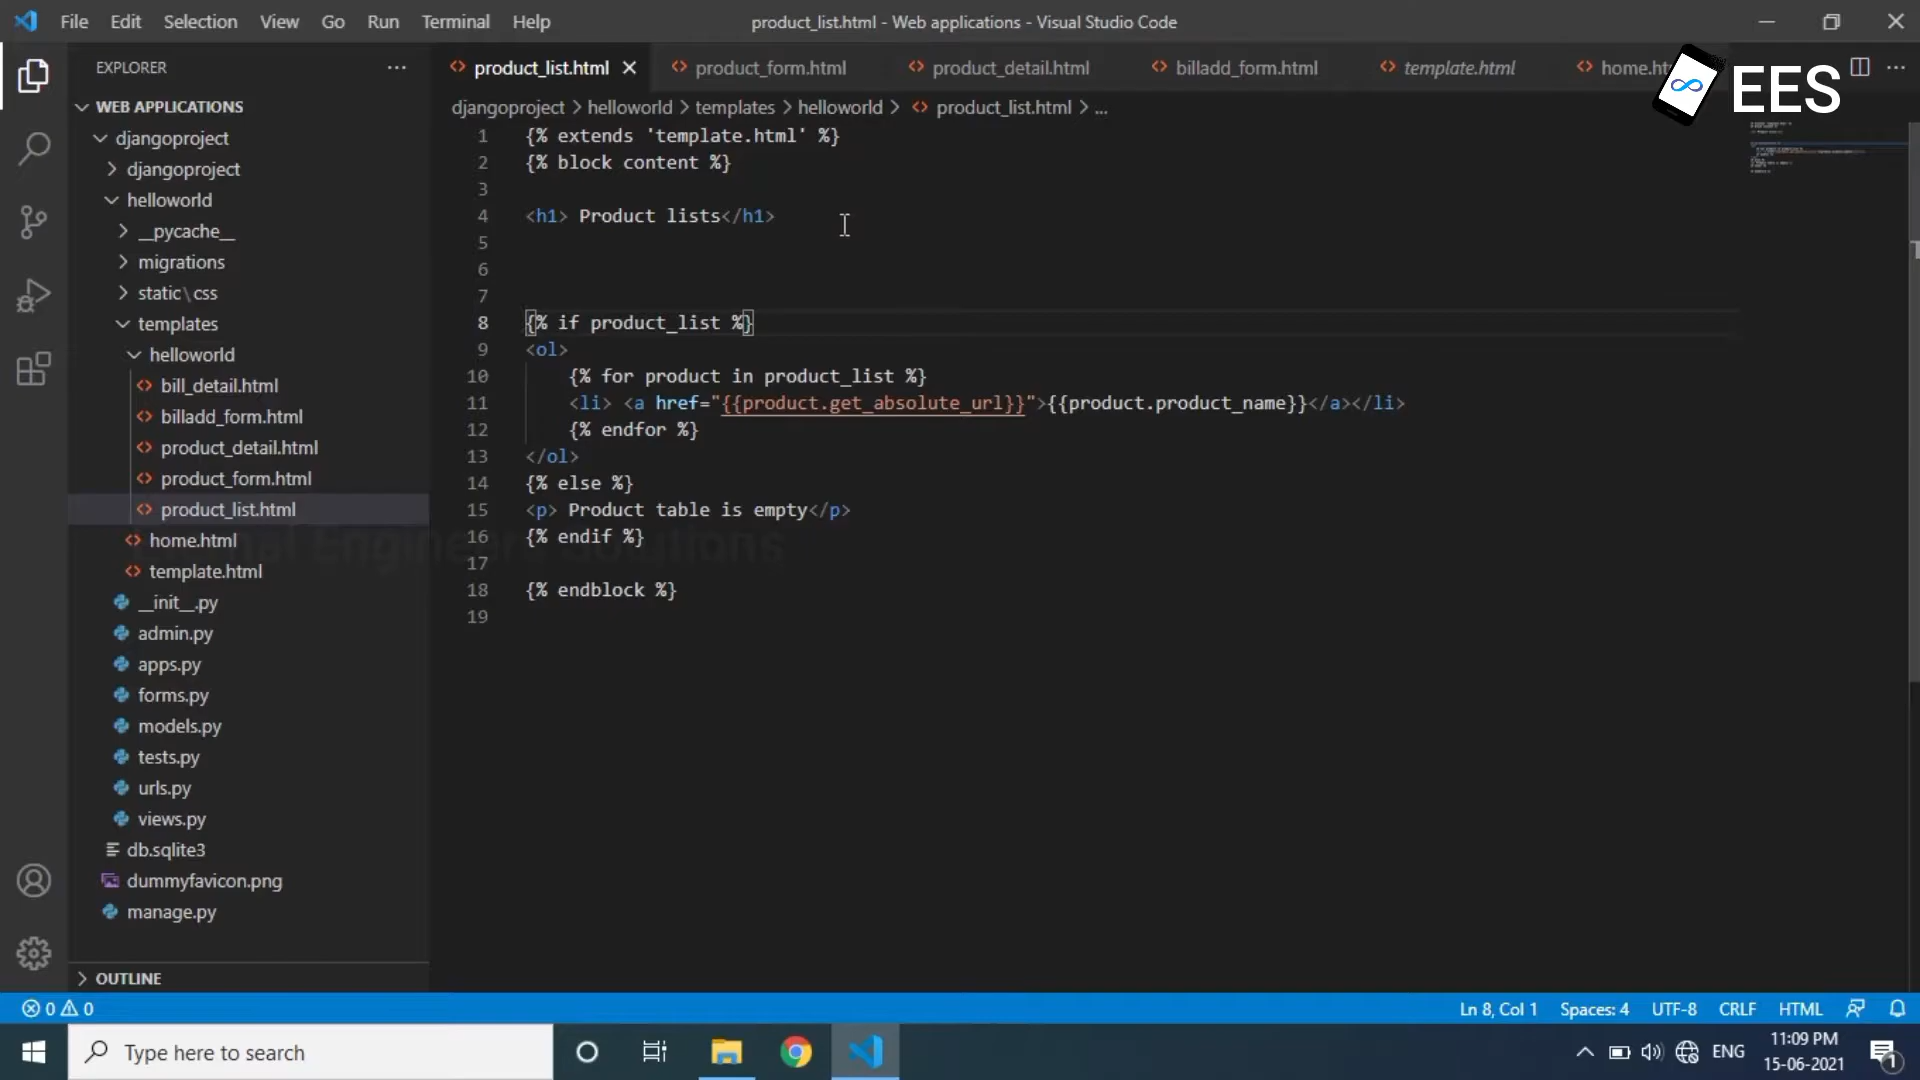 File Edit Selection View Go Run Terminal Help
product_list.html - Web applications - Visual Studio Code
EXPLORER
product_list.html
product_form.html
product_detail.html
billadd_form.html
template.html
EES
WEB APPLICATIONS
djangoproject
djangoproject
helloworld
__pycache__
migrations
static\css
templates
helloworld
bill_detail.html
billadd_form.html
product_detail.html
product_form.html
product_list.html
home.html
template.html
__init__.py
admin.py
apps.py
forms.py
models.py
tests.py
urls.py
views.py
db.sqlite3
dummyfavicon.png
manage.py
OUTLINE
djangoproject > helloworld > templates > helloworld > product_list.html > ...
1 {% extends 'template.html' %}
2 {% block content %}
3
4 <h1> Product lists</h1>
5
6
7
8 {% if product_list %}
9 <ol>
10 {% for product in product_list %}
11 <li> <a href="{{product.get_absolute_url}}">{{product.product_name}}</a></li>
12 {% endfor %}
13 </ol>
14 {% else %}
15 <p> Product table is empty</p>
16 {% endif %}
17
18 {% endblock %}
19
Engineers Solutions
0 0
Ln 8, Col 1 Spaces: 4 UTF-8 CRLF HTML
Type here to search
ENG
11:09 PM
15-06-2021
1